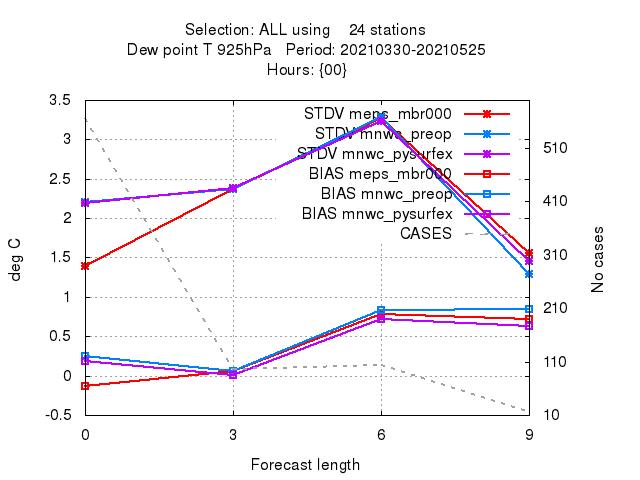 Selection: ALL using    24 stations
Dew point T 925hPa   Period: 20210330-20210525
Hours: {00}
3.5
3
2.5
2
1.5
1
0.5
0
-0.5
deg C
STDV meps_mbr000
STDV mnwc_preop
STDV mnwc_pysurfex
BIAS meps_mbr000
BIAS mnwc_preop
BIAS mnwc_pysurfex
CASES
510
410
310
210
110
10
No cases
0 3 6 9
Forecast length